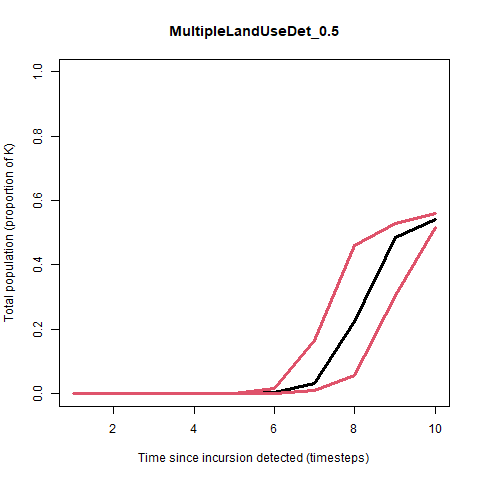 MultipleLandUseDet_0.5
Total population (proportion of K)
1.0
0.8
0.6
0.4
0.2
0.0
2 4 6 8 10
Time since incursion detected (timesteps)